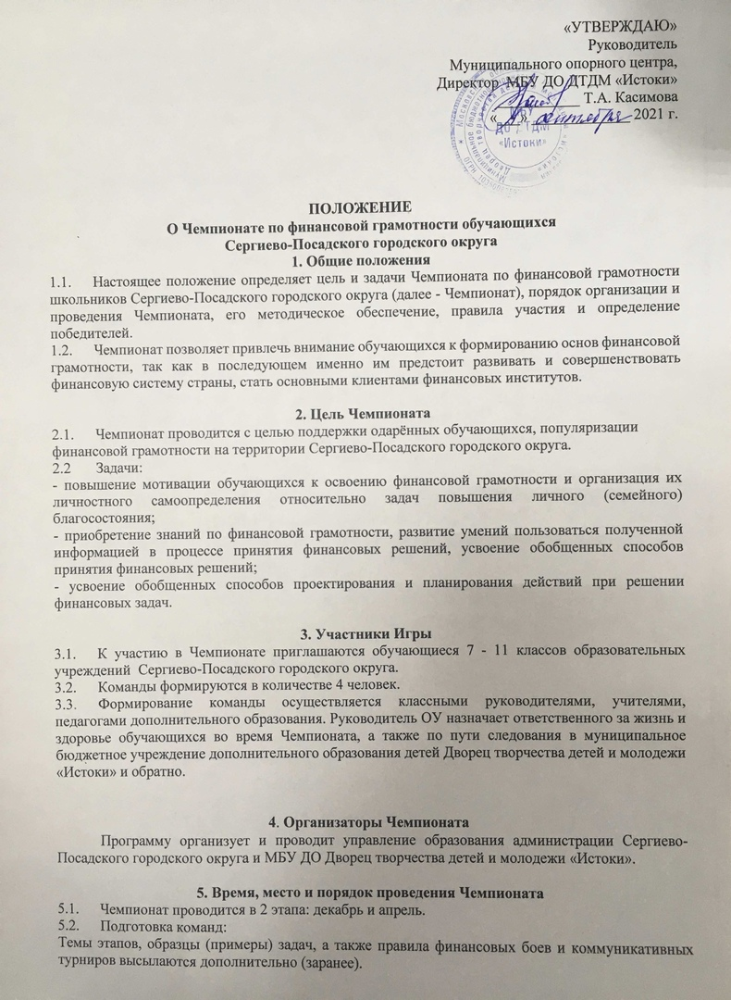 «УТВЕРЖДАЮ»
Руководитель
Муниципального опорного центра,
Директор МБУ ДО ДТДМ «Истоки»
Т.А. Касимова
« » сентября 2021 г.
ДО ДТДМ
«Истоки»
ПОЛОЖЕНИЕ
О Чемпионате по финансовой грамотности обучающихся
Сергиево-Посадского городского округа
1. Общие положения
1.1. Настоящее положение определяет цель и задачи Чемпионата по финансовой грамотности
школьников Сергиево-Посадского городского округа (далее - Чемпионат), порядок организации и
проведения Чемпионата, его методическое обеспечение, правила участия и определение
победителей.
1.2. Чемпионат позволяет привлечь внимание обучающихся к формированию основ финансовой
грамотности, так как в последующем именно им предстоит развивать и совершенствовать
финансовую систему страны, стать основными клиентами финансовых институтов.
2. Цель Чемпионата
2.1. Чемпионат проводится с целью поддержки одарённых обучающихся, популяризации
финансовой грамотности на территории Сергиево-Посадского городского округа.
2.2 Задачи:
- повышение мотивации обучающихся к освоению финансовой грамотности и организация их
личностного самоопределения относительно задач повышения личного (семейного)
благосостояния;
- приобретение знаний по финансовой грамотности, развитие умений пользоваться полученной
информацией в процессе принятия финансовых решений, усвоение обобщенных способов
принятия финансовых решений;
- усвоение обобщенных способов проектирования и планирования действий при решении
финансовых задач.
3. Участники Игры
3.1. К участию в Чемпионате приглашаются обучающиеся 7 - 11 классов образовательных
учреждений Сергиево-Посадского городского округа.
3.2. Команды формируются в количестве 4 человек.
3.3. Формирование команды осуществляется классными руководителями, учителями,
педагогами дополнительного образования. Руководитель ОУ назначает ответственного за жизнь и
здоровье обучающихся во время Чемпионата, а также по пути следования в муниципальное
бюджетное учреждение дополнительного образования детей Дворец творчества детей и молодежи
«Истоки» и обратно.
4. Организаторы Чемпионата
Программу организует и проводит управление образования администрации Сергиево-
Посадского городского округа и МБУ ДО Дворец творчества детей и молодежи «Истоки».
5. Время, место и порядок проведения Чемпионата
5.1. Чемпионат проводится в 2 этапа: декабрь и апрель.
5.2. Подготовка команд:
Темы этапов, образцы (примеры) задач, а также правила финансовых боев и коммуникативных
турниров высылаются дополнительно (заранее).